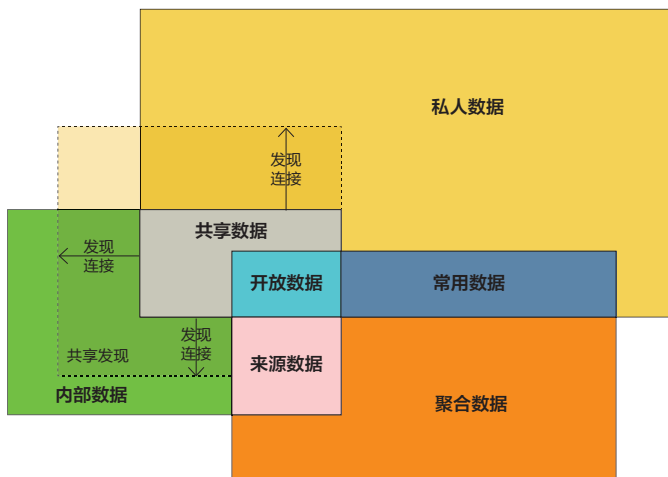 私人数据
发现
连接
共享数据
发现
连接
开放数据
常用数据
发现
连接
共享发现
来源数据
内部数据
聚合数据